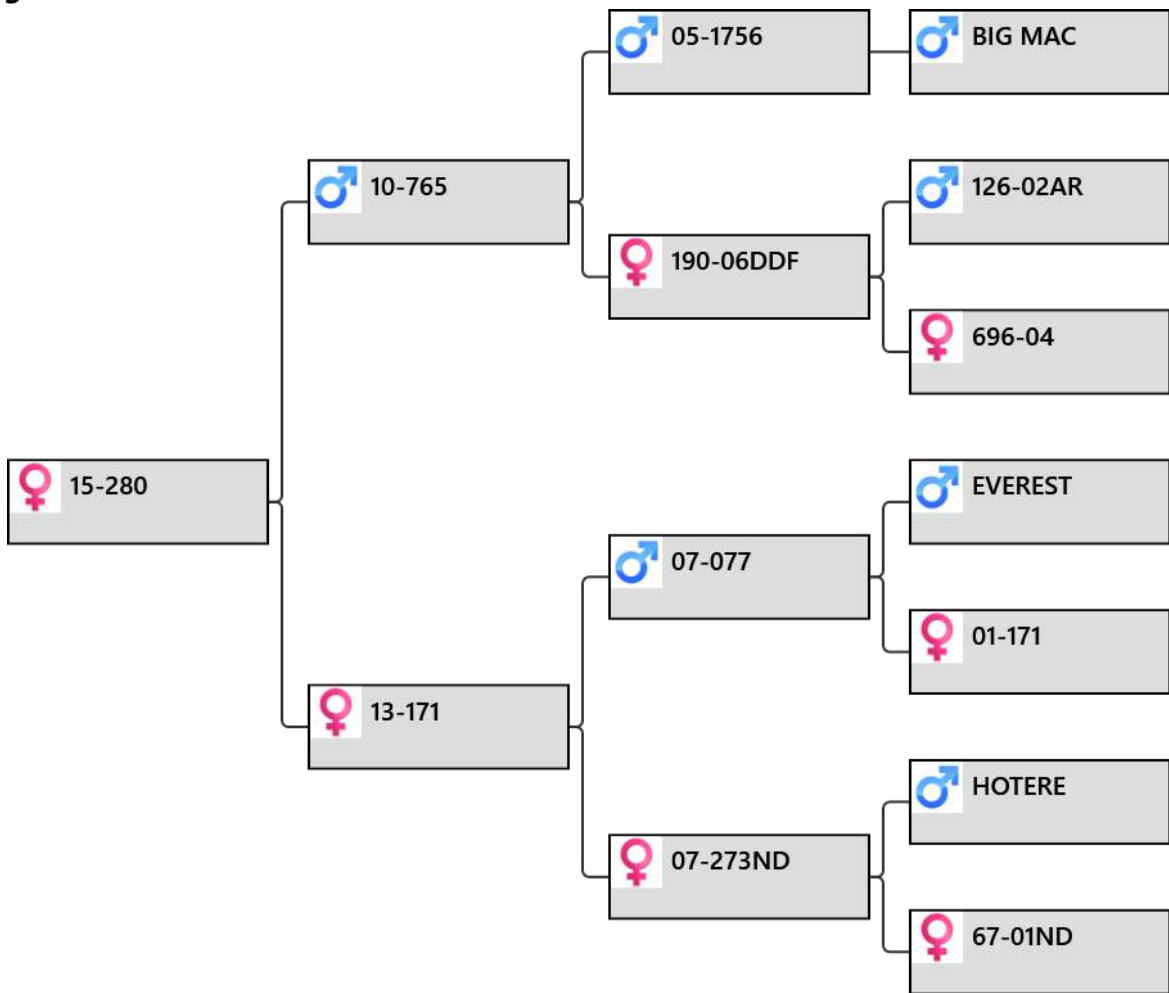 05-1756
BIG MAC
10-765
126-02AR
190-06DDF
696-04
15-280
EVEREST
07-077
01-171
13-171
HOTERE
07-273ND
67-01ND